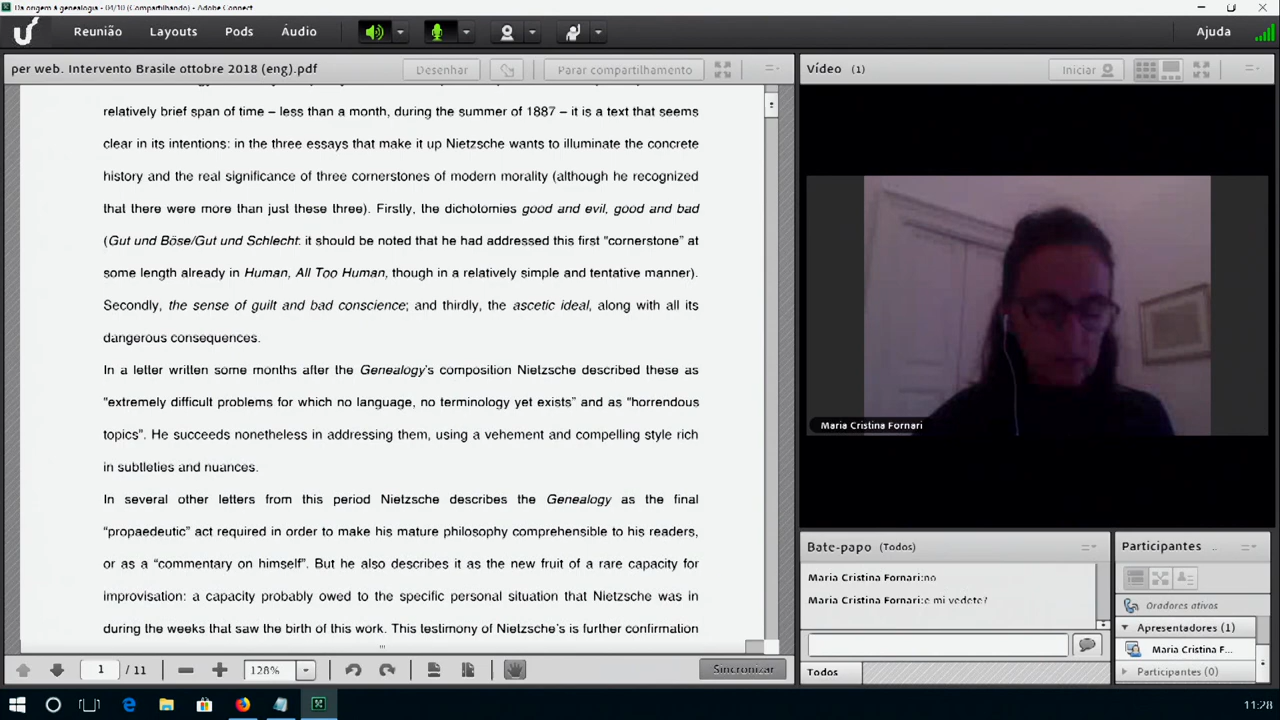 Da origem à genealogia - 04/10 (Compartilhando) - Adobe Connect
Reunião Layouts Pods Áudio Ajuda
per web. Intervento Brasile ottobre 2018 (eng).pdf Desenhar Parar compartilhamento
relatively brief span of time – less than a month, during the summer of 1887 – it is a text that seems
clear in its intentions: in the three essays that make it up Nietzsche wants to illuminate the concrete
history and the real significance of three cornerstones of modern morality (although he recognized
that there were more than just these three). Firstly, the dichotomies good and evil, good and bad
(Gut und Böse/Gut und Schlecht: it should be noted that he had addressed this first “cornerstone” at
some length already in Human, All Too Human, though in a relatively simple and tentative manner).
Secondly, the sense of guilt and bad conscience; and thirdly, the ascetic ideal, along with all its
dangerous consequences.
In a letter written some months after the Genealogy’s composition Nietzsche described these as
“extremely difficult problems for which no language, no terminology yet exists” and as “horrendous
topics”. He succeeds nonetheless in addressing them, using a vehement and compelling style rich
in subtleties and nuances.
In several other letters from this period Nietzsche describes the Genealogy as the final
“propaedeutic” act required in order to make his mature philosophy comprehensible to his readers,
or as a “commentary on himself”. But he also describes it as the new fruit of a rare capacity for
improvisation: a capacity probably owed to the specific personal situation that Nietzsche was in
during the weeks that saw the birth of this work. This testimony of Nietzsche’s is further confirmation
1 / 11 128% Sincronizar
Vídeo (1) Iniciar
Maria Cristina Fornari
Bate-papo (Todos)
Maria Cristina Fornari:no
Maria Cristina Fornari:e mi vedete?
Todos
Participantes ...
Oradores ativos
Apresentadores (1)
Maria Cristina F...
Participantes (0)
11:28